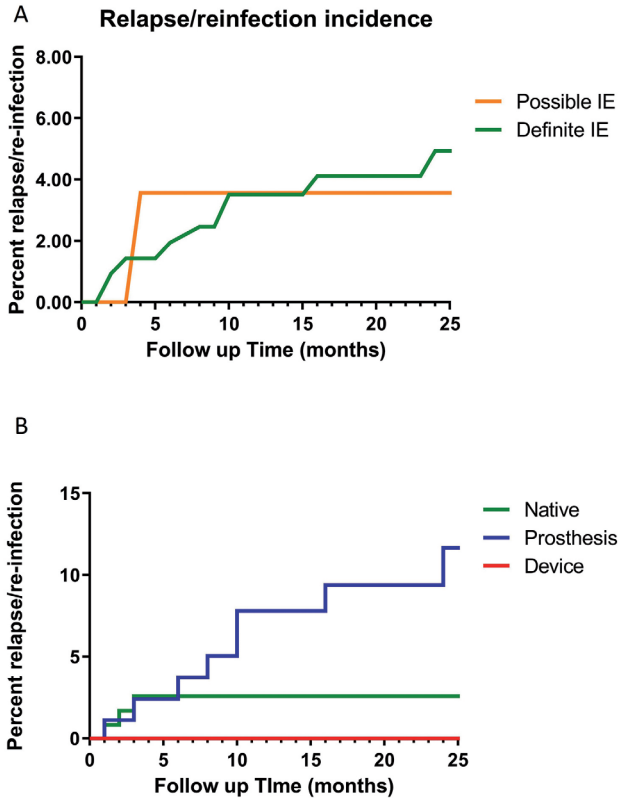 A
Relapse/reinfection incidence
Percent relapse/re-infection
8.00
6.00
4.00
2.00
0.00
0 5 10 15 20 25
Follow up Time (months)
Possible IE
Definite IE
B
Percent relapse/re-infection
15
10
5
0
0 5 10 15 20 25
Follow up TIme (months)
Native
Prosthesis
Device